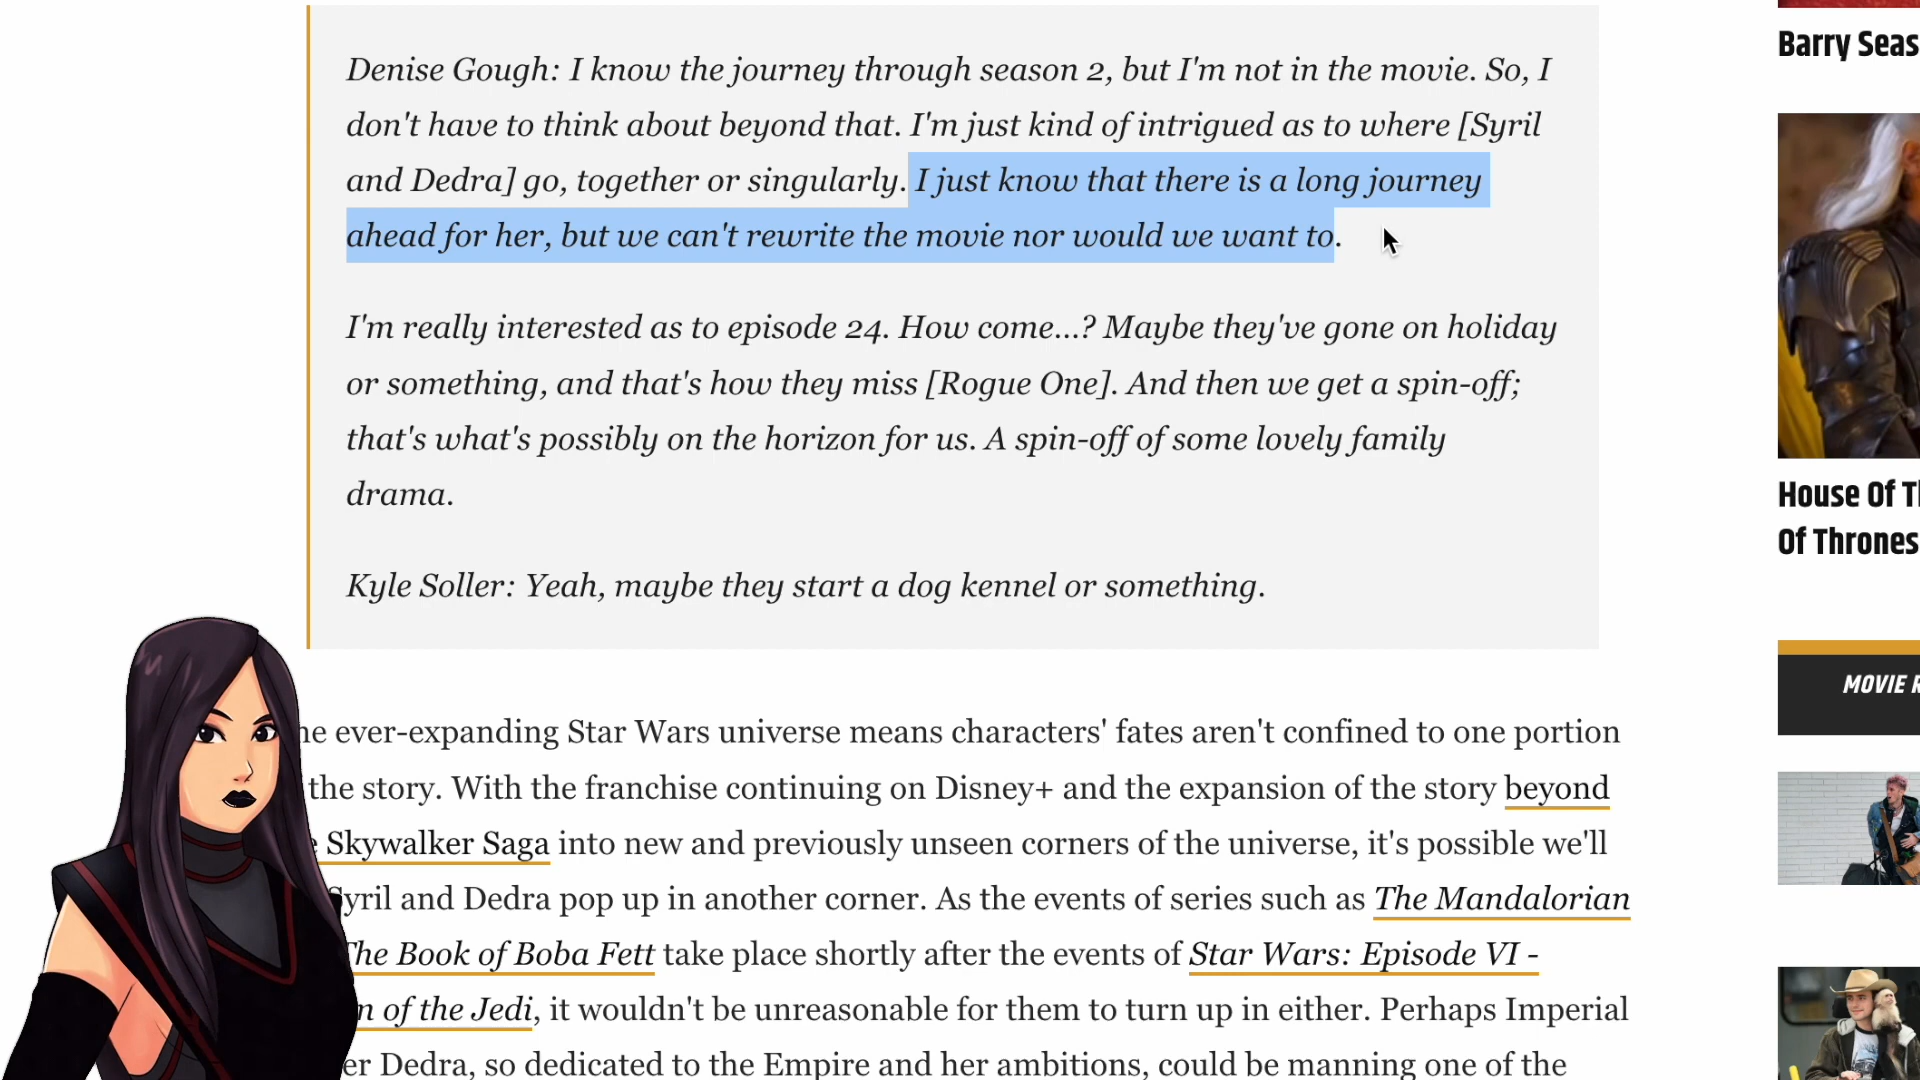 Denise Gough: I know the journey through season 2, but I'm not in the movie. So, I
don't have to think about beyond that. I'm just kind of intrigued as to where [Syril
and Dedra] go, together or singularly. I just know that there is a long journey
ahead for her, but we can't rewrite the movie nor would we want to.
I'm really interested as to episode 24. How come...? Maybe they've gone on holiday
or something, and that's how they miss [Rogue One]. And then we get a spin-off;
that's what's possibly on the horizon for us. A spin-off of some lovely family
drama.
Kyle Soller: Yeah, maybe they start a dog kennel or something.
ever-expanding Star Wars universe means characters' fates aren't confined to one portion
the story. With the franchise continuing on Disney+ and the expansion of the story beyond
Skywalker Saga into new and previously unseen corners of the universe, it's possible we'll
Syril and Dedra pop up in another corner. As the events of series such as The Mandalorian
The Book of Boba Fett take place shortly after the events of Star Wars: Episode VI -
of the Jedi, it wouldn't be unreasonable for them to turn up in either. Perhaps Imperial
Dedra, so dedicated to the Empire and her ambitions, could be manning one of the
Barry Seas
House Of
Of Thrones
MOVIE